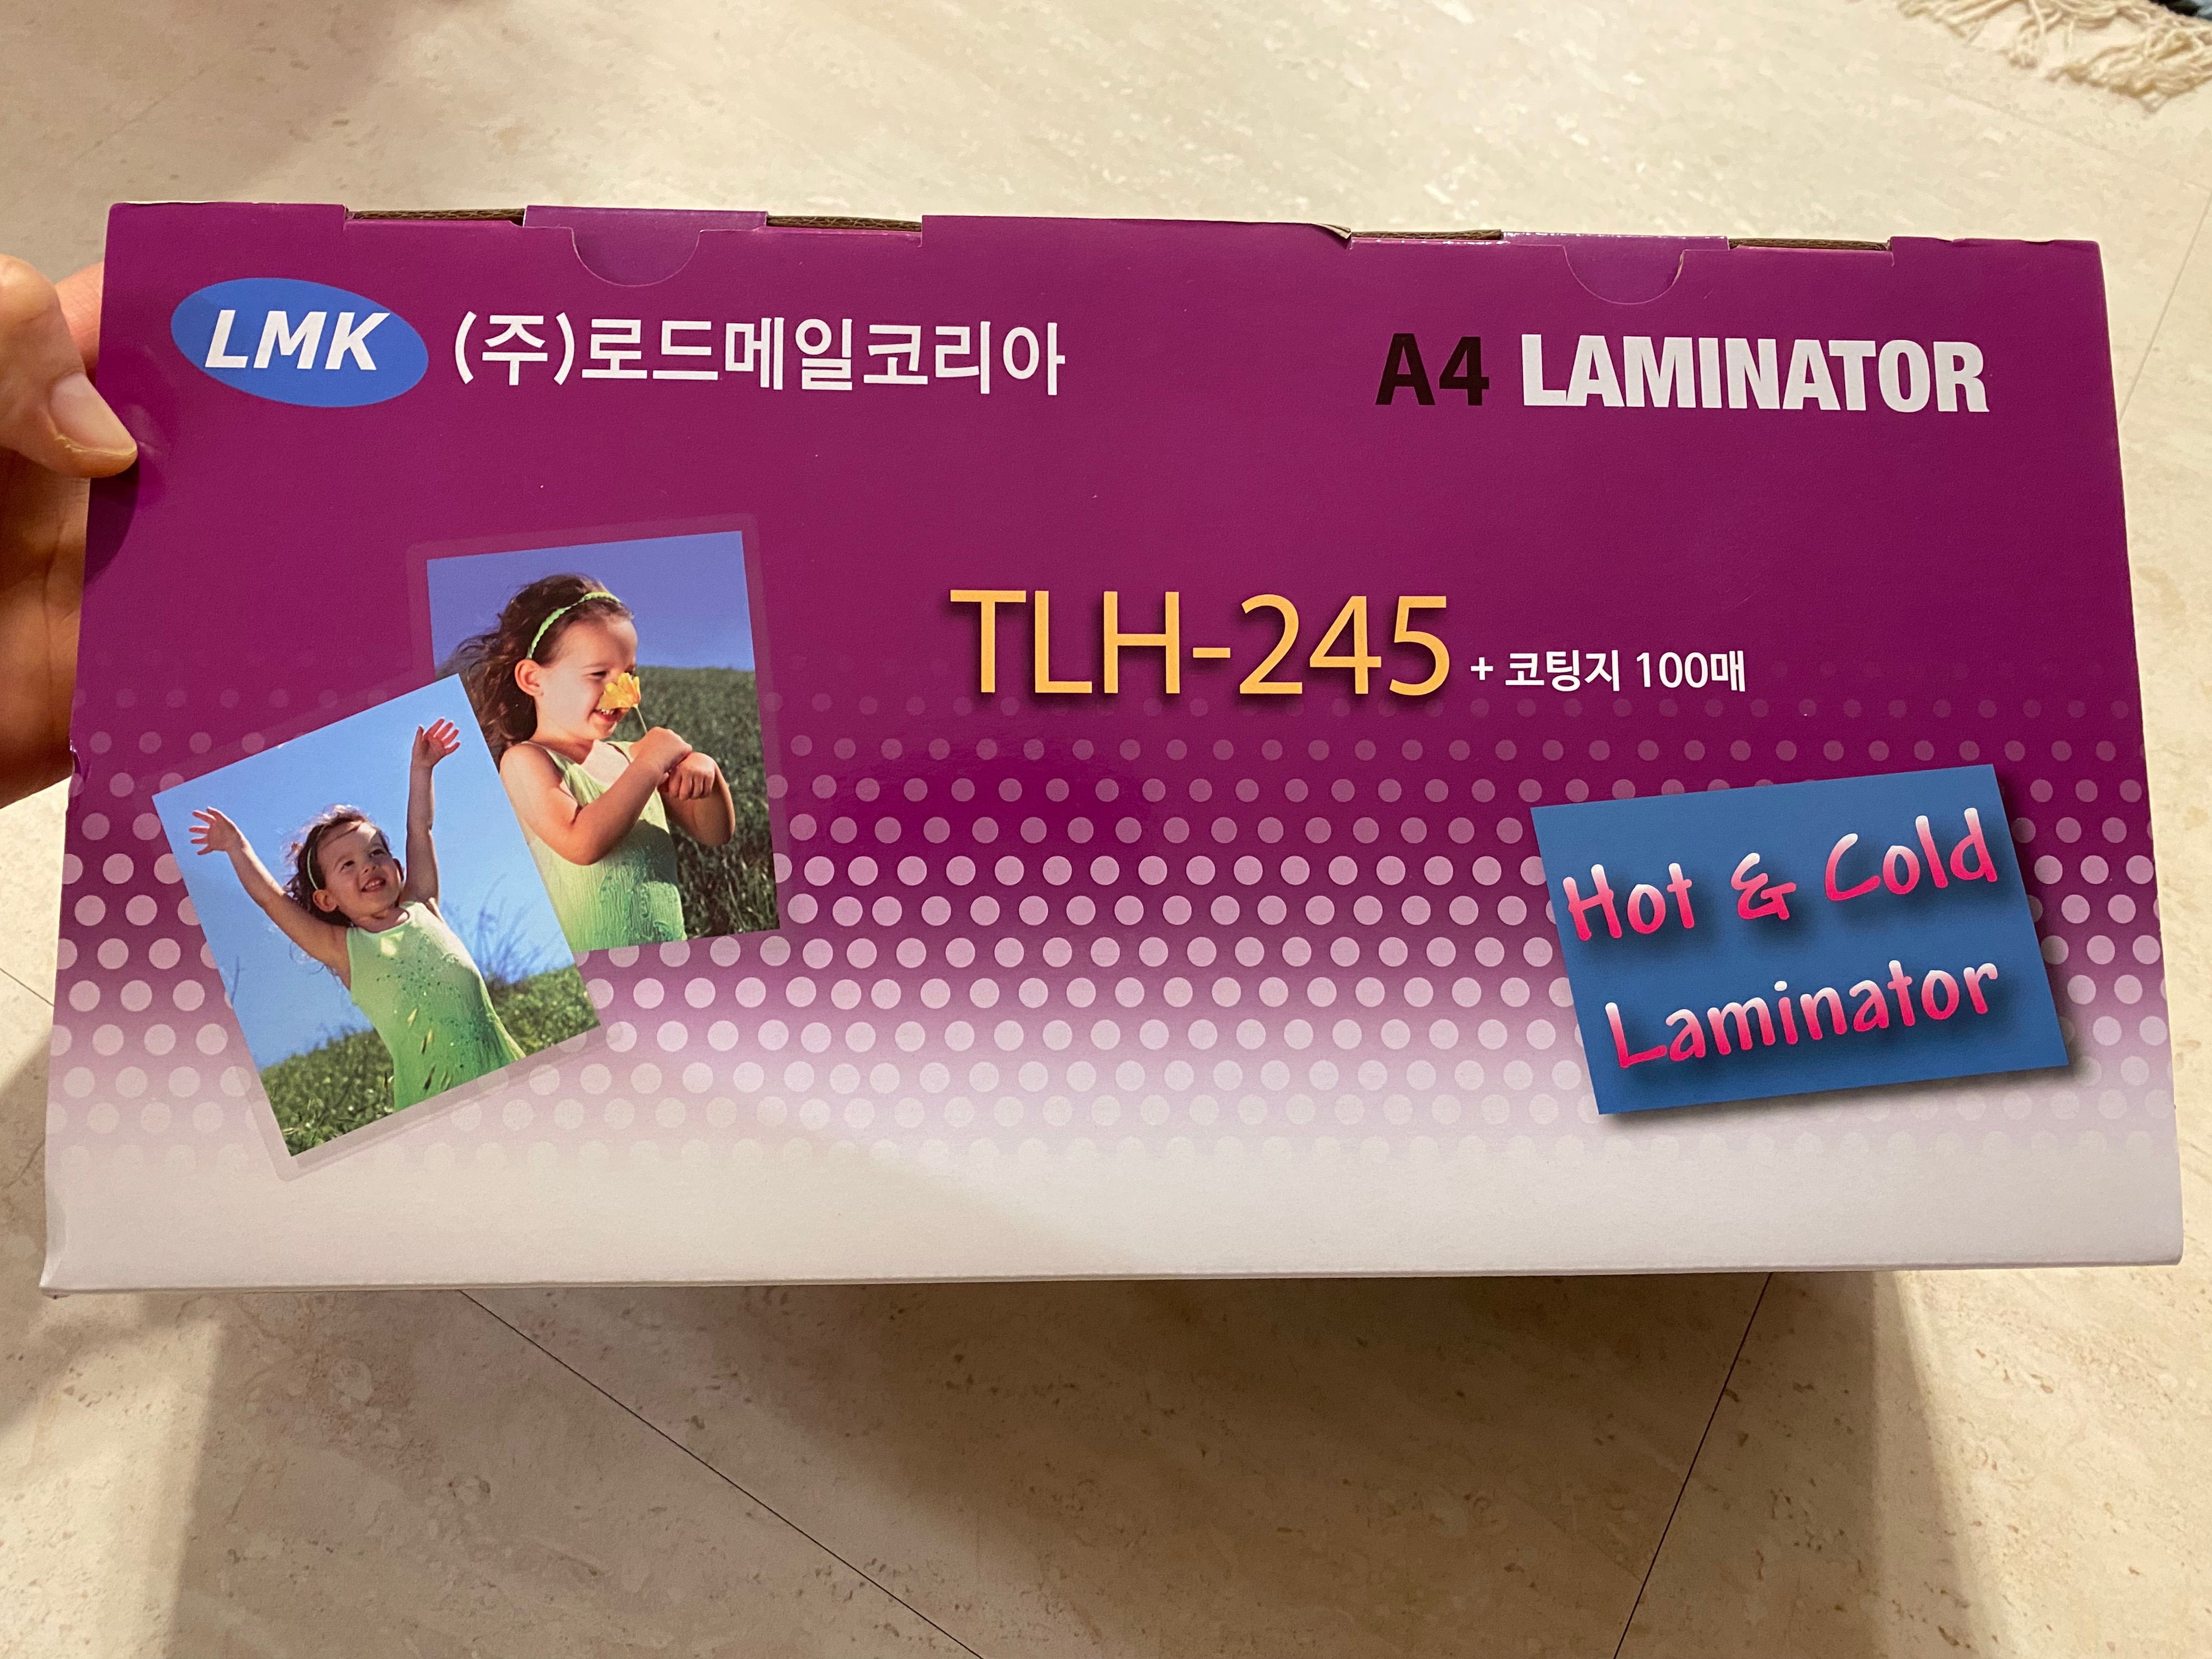 LMK (주)로드메일코리아
A4 LAMINATOR
TLH-245 + 코팅지 100매
Hot & Cold
Laminator